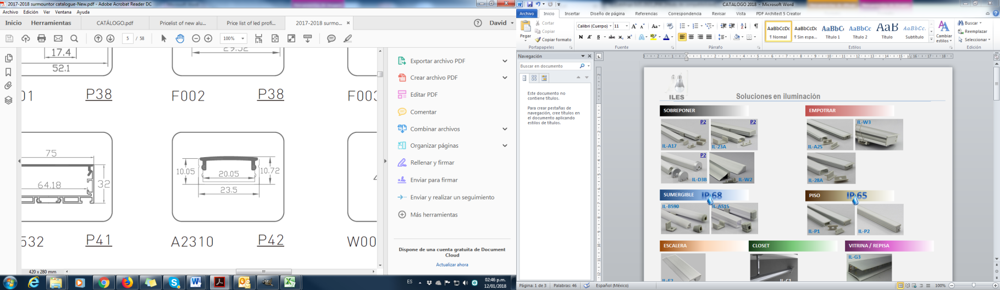 2017-2018 surmountor catalogue-New.pdf - Adobe Acrobat Reader DC
Archivo Edición Ver Ventana Ayuda
Inicio Herramientas CATÁLOGO.pdf Pricelist of new alu... Price list of led profi... 2017-2018 surmo... × David
5 / 58 100%
17.4
52.1
29.52
01 P38
F002 P38
F003
75
64.18
32
10.05
20.05
10.72
23.5
532 P41
A2310 P42
W00
420 x 280 mm
Exportar archivo PDF
Crear archivo PDF
Editar PDF
Comentar
Combinar archivos
Organizar páginas
Rellenar y firmar
Enviar para firmar
Enviar y realizar un seguimiento
Más herramientas
Dispone de una cuenta gratuita de Document
Cloud
Actualizar ahora
ES 02:46 p.m.
12/01/2018
CATALOGO 2018 - Microsoft Word
Archivo Inicio Insertar Diseño de página Referencias Correspondencia Revisar Vista PDF Architect 5 Creator
Pegar
Cortar
Copiar
Copiar formato
Portapapeles
Calibri (Cuerpo) 11
N K S abc
Fuente
Párrafo
AaBbCcDc AaBbCcDc AaBbC AaBbCc AaB AaBbCc.
¶ Normal ¶ Sin espa... Título 1 Título 2 Título Subtítulo
Cambiar
estilos
Estilos
Buscar
Reemplazar
Seleccionar
Edición
Navegación
Buscar en documento
Este documento no
contiene títulos.
Para crear pestañas de
navegación, cree títulos en
el documento aplicando
estilos de títulos.
ILES
Soluciones en iluminación
SOBREPONER
EMPOTRAR
P2 P2
IL-A17 IL-23A
IL-W3
IL-A25
P2
IL-D3B IL-W2
IL-28A
SUMERGIBLE IP 68
PISO IP 65
IL-BS90 IL-AS15
IL-P1 IL-P2
ESCALERA CLOSET VITRINA / REPISA
IL-G3
Página: 1 de 3 Palabras: 46 Español (México) 100%